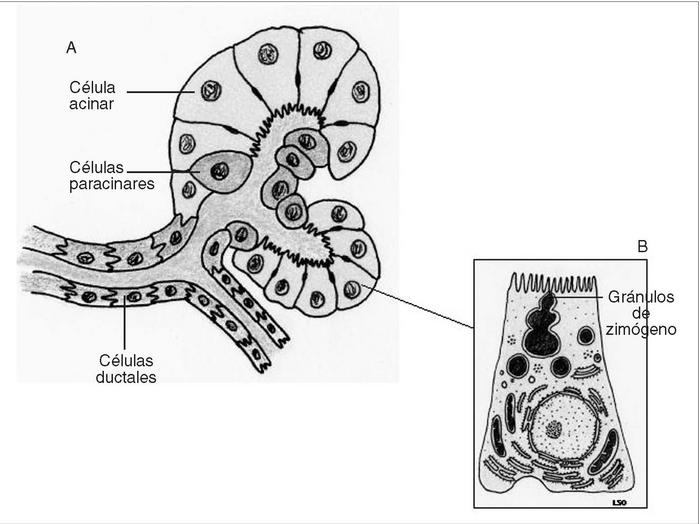 A
Célula
acinar
Células
paracinares
Células
ductales
B
Gránulos
de
zimógeno
LSO